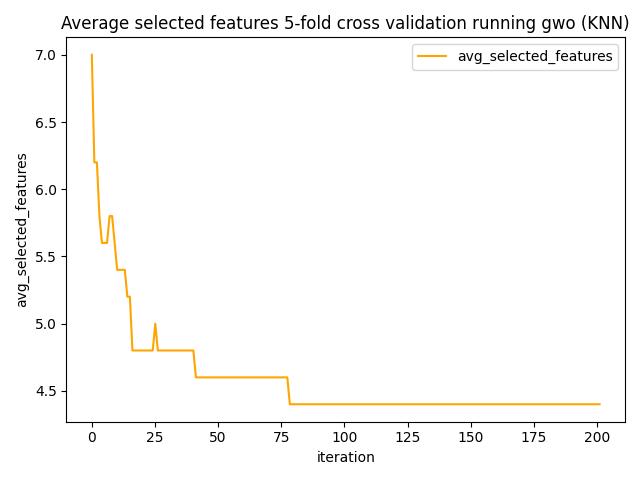 Average selected features 5-fold cross validation running gwo (KNN)
avg_selected_features
7.0
6.5
6.0
5.5
5.0
4.5
avg_selected_features
0 25 50 75 100 125 150 175 200
iteration